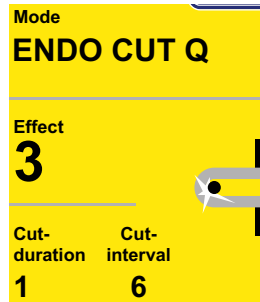 Mode
ENDO CUT Q
Effect
3
Cut-
duration
Cut-
interval
1
6